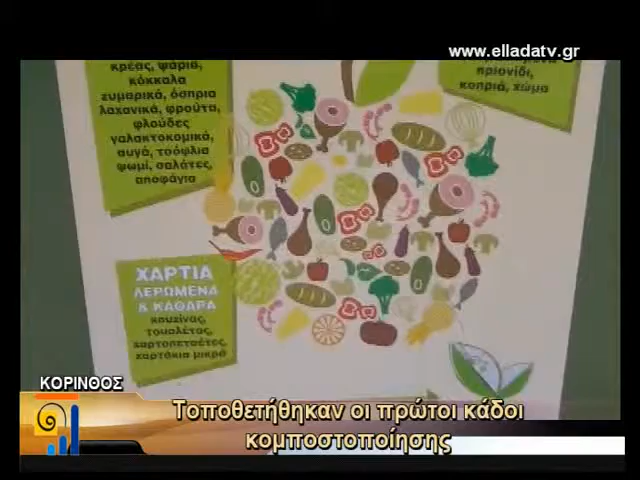 www.elladatv.gr
κρέας, ψάρια,
κόκκαλα
ζυμαρικά, όσπρια
λαχανικά, φρούτα,
φλούδες
γαλακτοκομικά,
αυγά, τσόφλια
ψωμί, σαλάτες,
αποφάγια
πριονίδι,
κοπριά, χώμα
ΧΑΡΤΙΑ
ΛΕΡΩΜΕΝΑ
& ΚΑΘΑΡΑ
κουζίνας,
τουαλέτας,
χαρτοπετσέτες,
χαρτάκια μικρά
ΚΟΡΙΝΘΟΣ
Τοποθετήθηκαν οι πρώτοι κάδοι
κομποστοποίησης